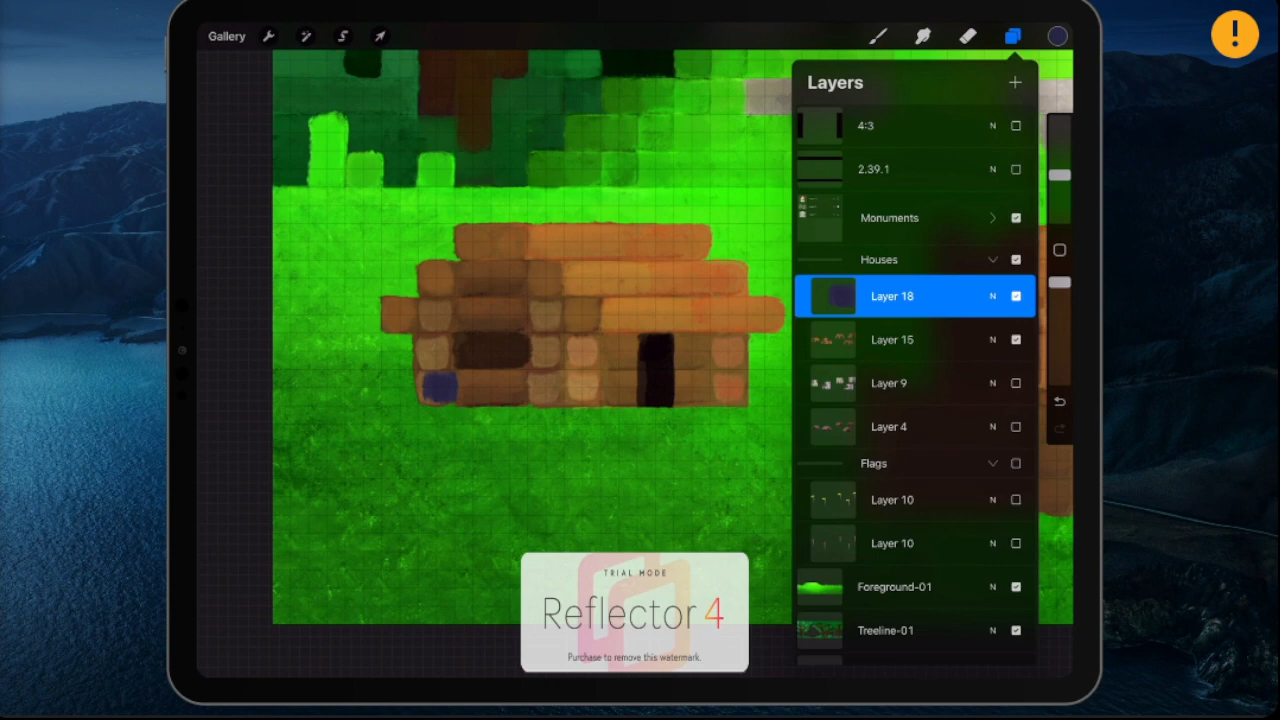 Gallery
Layers
4:3 N
2.39.1 N
Monuments
Houses
Layer 18 N
Layer 15 N
Layer 9 N
Layer 4 N
Flags
Layer 10 N
Layer 10 N
Foreground-01 N
Treeline-01 N
TRIAL MODE
Reflector 4
Purchase to remove this watermark.
!